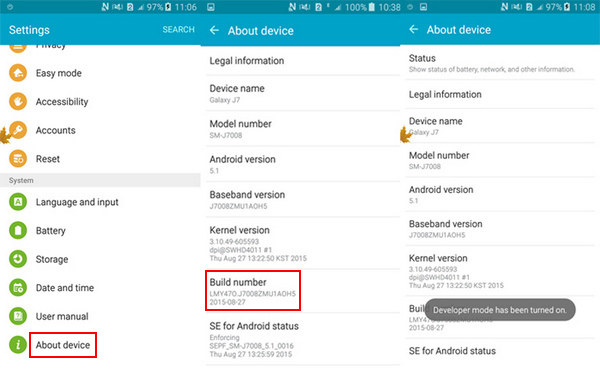 97% 11:06
Settings
SEARCH
Privacy
Easy mode
Accessibility
Accounts
Reset
System
Language and input
Battery
Storage
Date and time
User manual
About device
100% 10:38
About device
Legal information
Device name
Galaxy J7
Model number
SM-J7008
Android version
5.1
Baseband version
J7008ZMU1AOH5
Kernel version
3.10.49-605593
dpi@SWHD4011 #1
Thu Aug 27 13:22:50 KST 2015
Build number
LMY47O.J7008ZMU1AOH5
2015-08-27
SE for Android status
Enforcing
SEPF_SM-J7008_5.1_0016
Thu Aug 27 13:25:59 2015
97% 11:08
About device
Status
Show status of battery, network, and other information.
Legal information
Device name
Galaxy J7
Model number
SM-J7008
Android version
5.1
Baseband version
J7008ZMU1AOH5
Kernel version
3.10.49-605593
dpi@SWHD4011 #1
Thu Aug 27 13:22:50 KST 2015
Developer mode has been turned on.
2015-08-27
SE for Android status